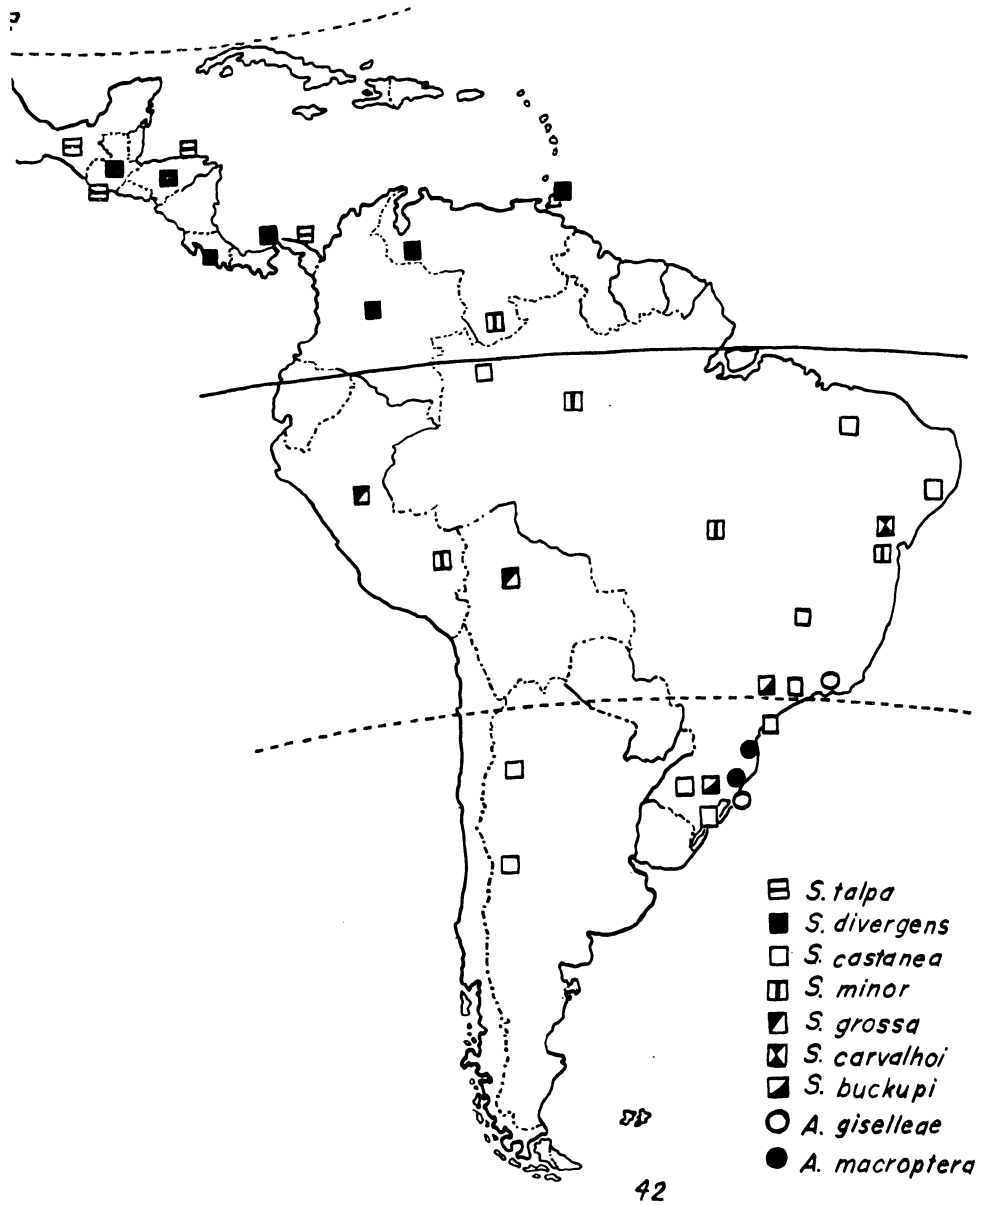 S. talpa
S. divergens
S. castanea
S. minor
S. grossa
S. carvalhoi
S. buckupi
A. giselleae
A. macroptera
42